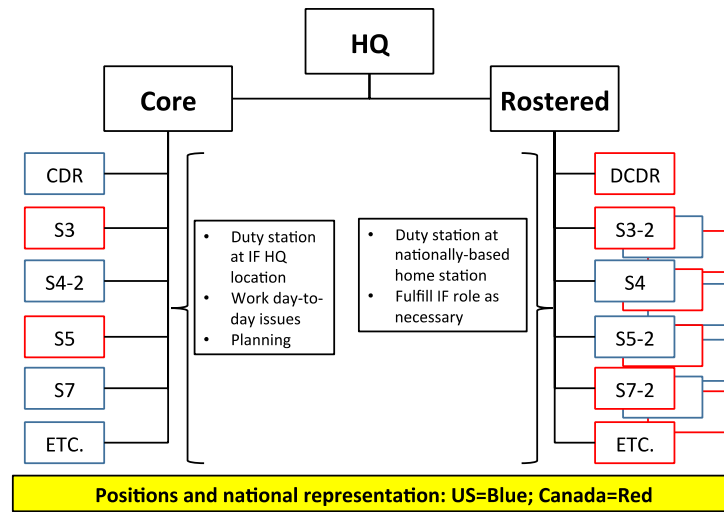 HQ
Core
Rostered
CDR
S3
S4-2
S5
S7
ETC.
• Duty station
at IF HQ
location
• Work day-to-
day issues
• Planning
• Duty station at
nationally-based
home station
• Fulfill IF role as
necessary
DCDR
S3-2
S4
S5-2
S7-2
ETC.
Positions and national representation: US=Blue; Canada=Red